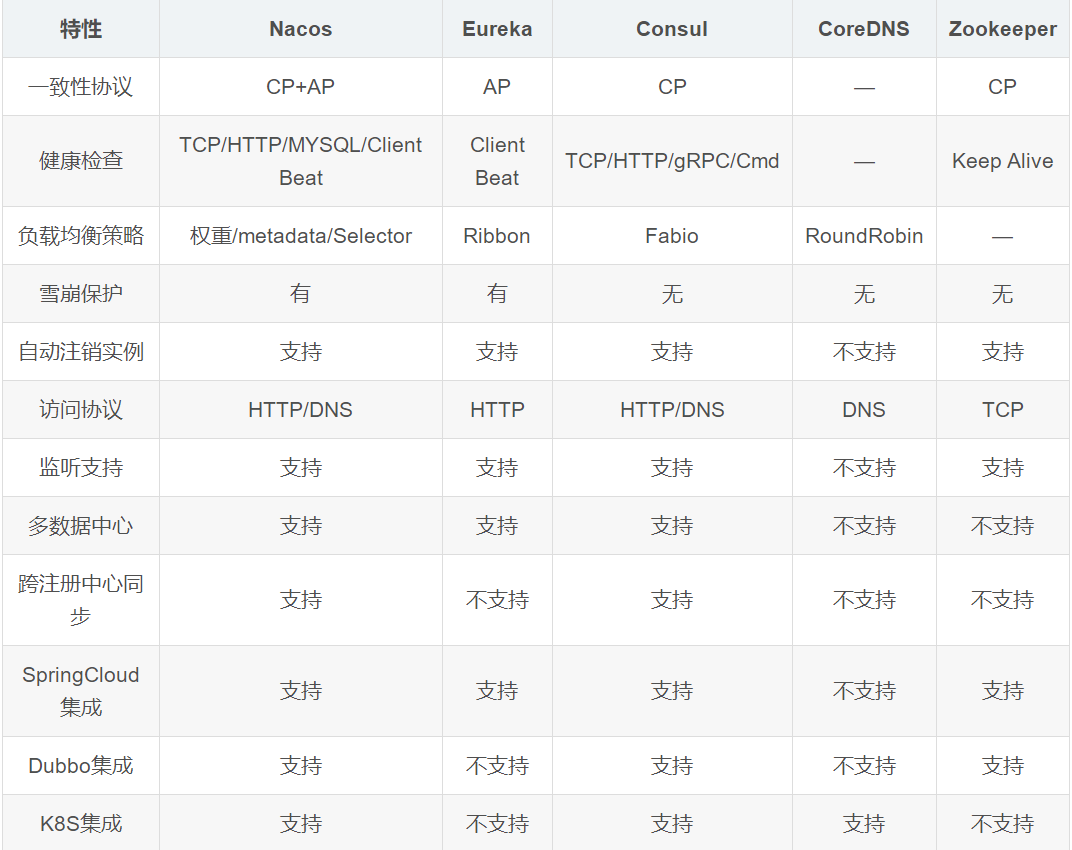 特性 Nacos Eureka Consul CoreDNS Zookeeper
一致性协议 CP+AP AP CP — CP
健康检查 TCP/HTTP/MYSQL/Client Beat Client Beat TCP/HTTP/gRPC/Cmd — Keep Alive
负载均衡策略 权重/metadata/Selector Ribbon Fabio RoundRobin —
雪崩保护 有 有 无 无 无
自动注销实例 支持 支持 支持 不支持 支持
访问协议 HTTP/DNS HTTP HTTP/DNS DNS TCP
监听支持 支持 支持 支持 不支持 支持
多数据中心 支持 支持 支持 不支持 不支持
跨注册中心同步 支持 不支持 支持 不支持 不支持
SpringCloud集成 支持 支持 支持 不支持 支持
Dubbo集成 支持 不支持 支持 不支持 支持
K8S集成 支持 不支持 支持 支持 不支持